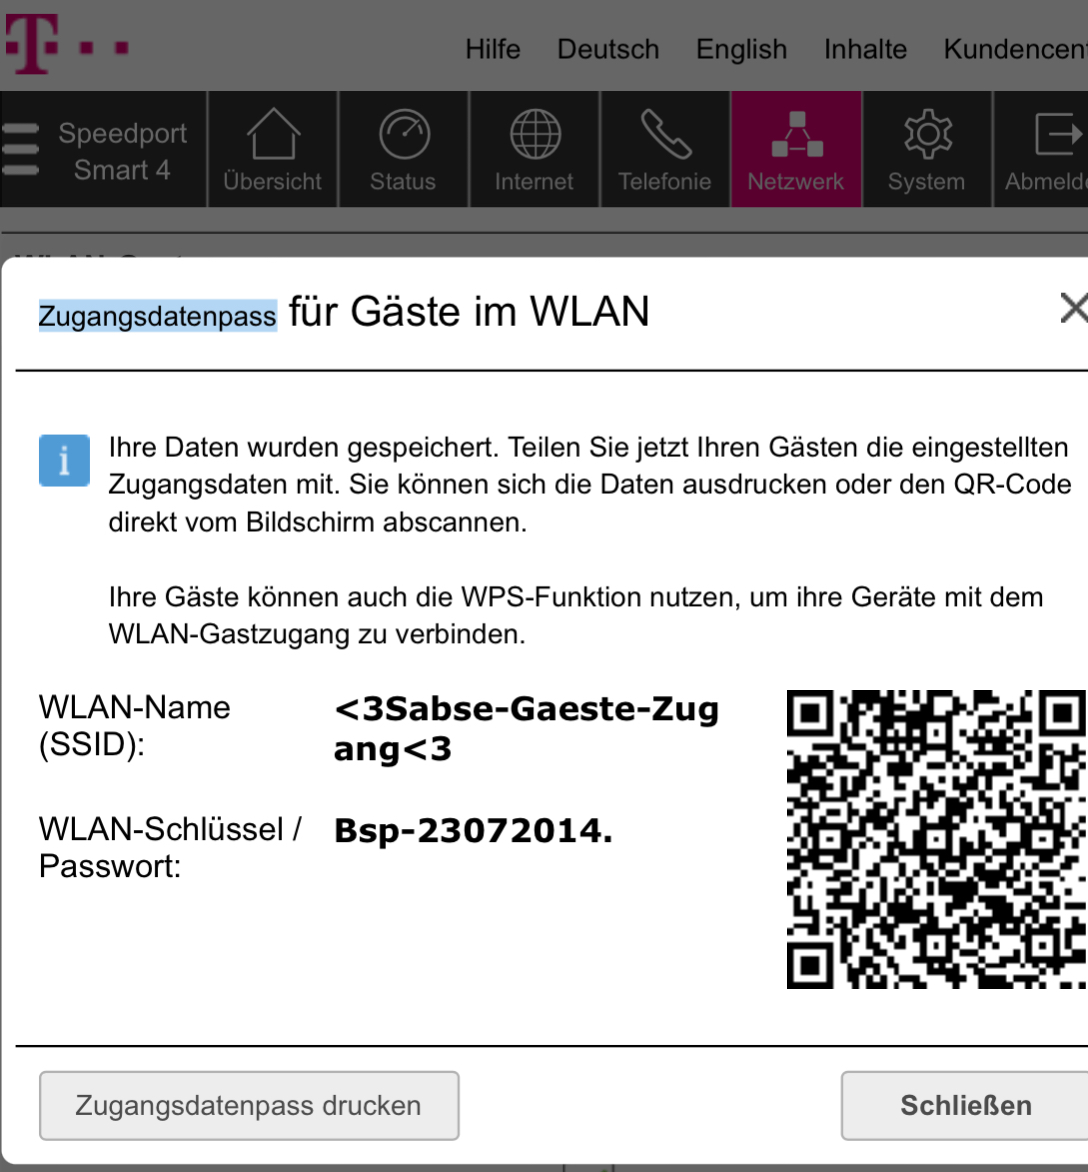 T
Hilfe Deutsch English Inhalte Kundencent
Speedport
Smart 4
Übersicht Status Internet Telefonie Netzwerk System Abmelde
Zugangsdatenpass für Gäste im WLAN
Ihre Daten wurden gespeichert. Teilen Sie jetzt Ihren Gästen die eingestellten
Zugangsdaten mit. Sie können sich die Daten ausdrucken oder den QR-Code
direkt vom Bildschirm abscannen.
Ihre Gäste können auch die WPS-Funktion nutzen, um ihre Geräte mit dem
WLAN-Gastzugang zu verbinden.
WLAN-Name
(SSID):
<3Sabse-Gaeste-Zug
ang<3
WLAN-Schlüssel /
Passwort:
Bsp-23072014.
Zugangsdatenpass drucken
Schließen